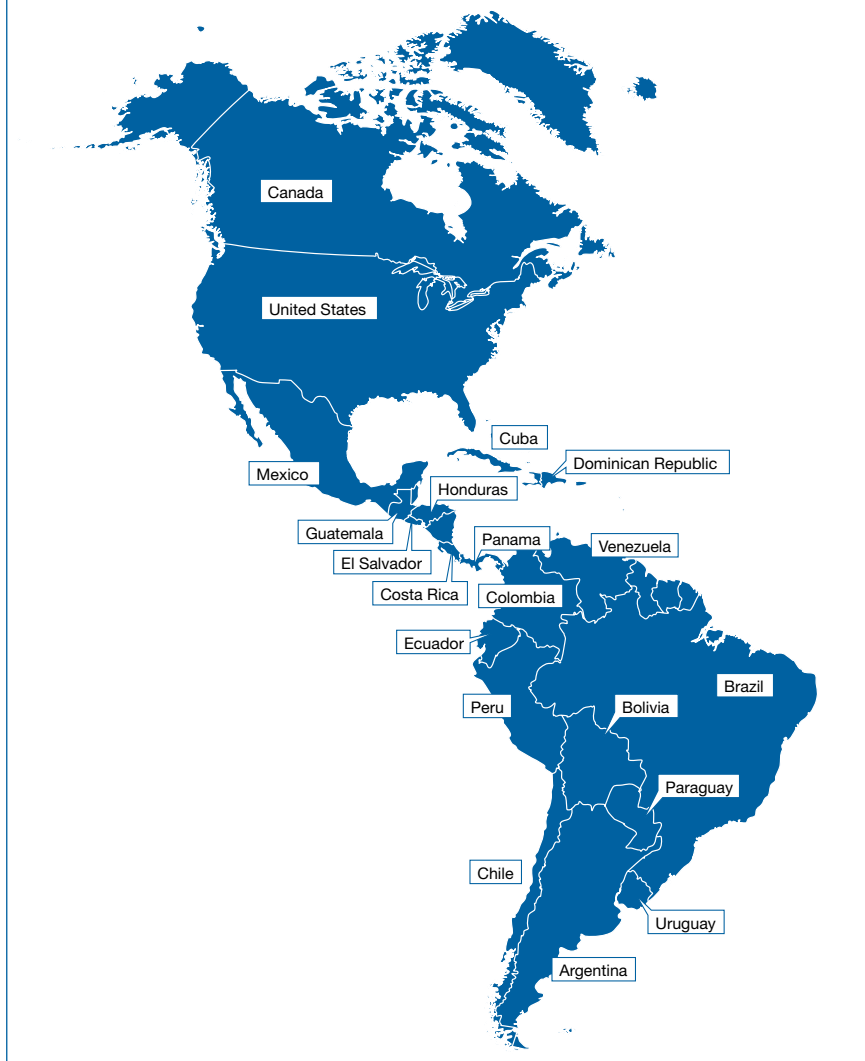 Canada
United States
Cuba
Dominican Republic
Mexico
Honduras
Guatemala
Panama
Venezuela
El Salvador
Costa Rica
Colombia
Ecuador
Brazil
Peru
Bolivia
Paraguay
Chile
Uruguay
Argentina